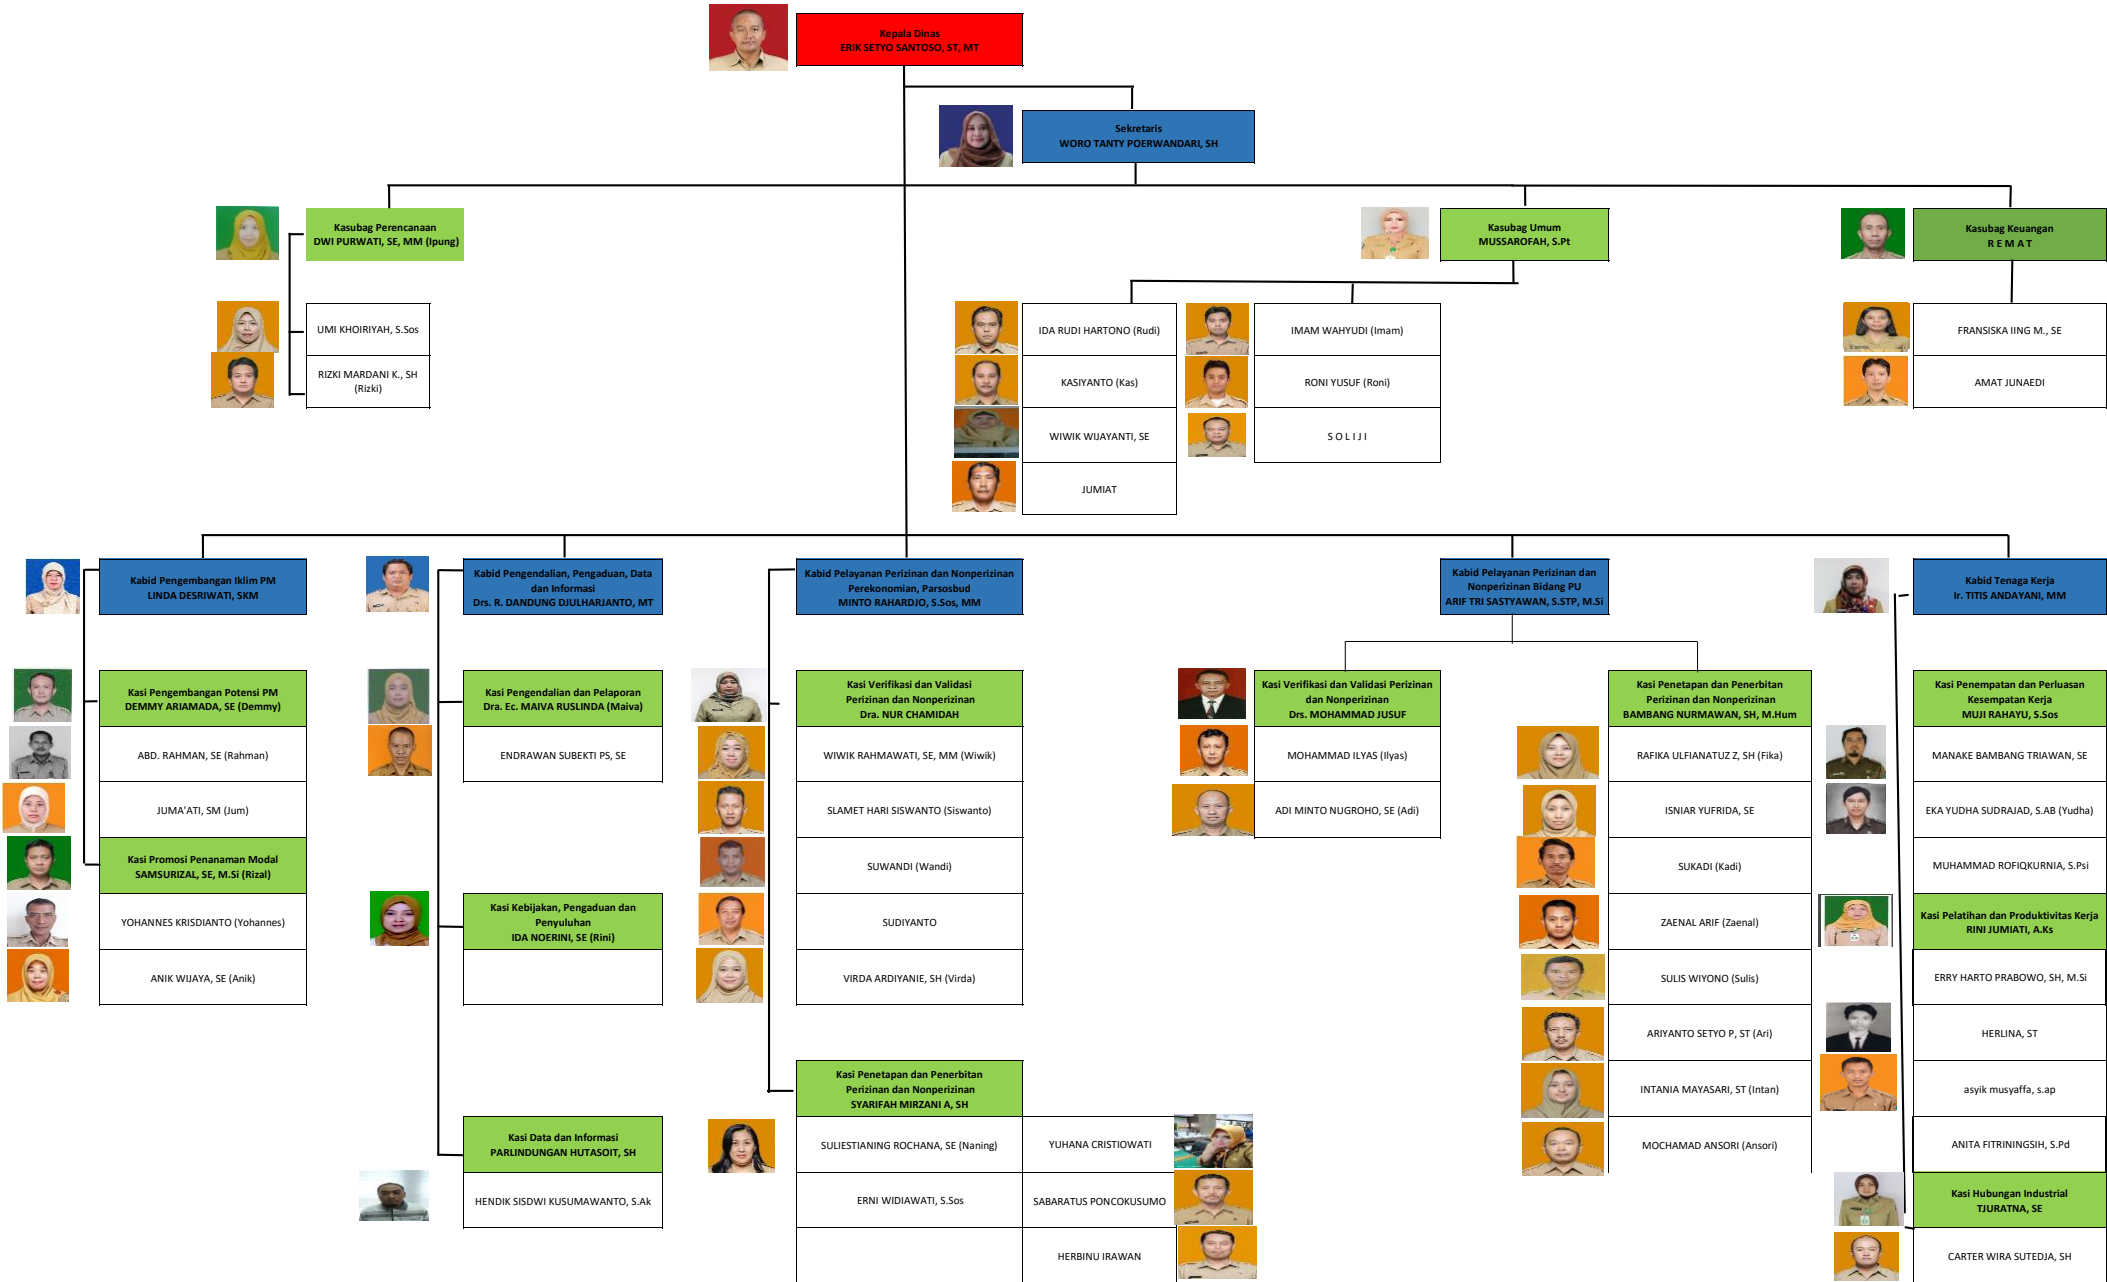 Kepala Dinas
ERIK SETYO SANTOSO, ST, MT
Sekretaris
WORO TANTY POERWANDARI, SH
Kasubag Perencanaan
DWI PURWATI, SE, MM (Ipung)
UMI KHOIRIYAH, S.Sos
RIZKI MARDANI K., SH
(Rizki)
Kasubag Umum
MUSSAROFAH, S.Pt
IDA RUDI HARTONO (Rudi)
KASIYANTO (Kas)
WIWIK WIJAYANTI, SE
JUMIAT
IMAM WAHYUDI (Imam)
RONI YUSUF (Roni)
S O L I J I
Kasubag Keuangan
R E M A T
FRANSISKA IING M., SE
AMAT JUNAEDI
Kabid Pengembangan Iklim PM
LINDA DESRIWATI, SKM
Kasi Pengembangan Potensi PM
DEMMY ARIAMADA, SE (Demmy)
ABD. RAHMAN, SE (Rahman)
JUMA'ATI, SM (Jum)
Kasi Promosi Penanaman Modal
SAMSURIZAL, SE, M.Si (Rizal)
YOHANNES KRISDIANTO (Yohannes)
ANIK WIJAYA, SE (Anik)
Kabid Pengendalian, Pengaduan, Data
dan Informasi
Drs. R. DANDUNG DJULHARJANTO, MT
Kasi Pengendalian dan Pelaporan
Dra. Ec. MAIVA RUSLINDA (Maiva)
ENDRAWAN SUBEKTI PS, SE
Kasi Kebijakan, Pengaduan dan
Penyuluhan
IDA NOERINI, SE (Rini)
Kasi Data dan Informasi
PARLINDUNGAN HUTASOIT, SH
HENDIK SISDWI KUSUMAWANTO, S.Ak
Kabid Pelayanan Perizinan dan Nonperizinan
Perekonomian, Parsosbud
MINTO RAHARDJO, S.Sos, MM
Kasi Verifikasi dan Validasi
Perizinan dan Nonperizinan
Dra. NUR CHAMIDAH
WIWIK RAHMAWATI, SE, MM (Wiwik)
SLAMET HARI SISWANTO (Siswanto)
SUWANDI (Wandi)
SUDIYANTO
VIRDA ARDIYANIE, SH (Virda)
Kasi Penetapan dan Penerbitan
Perizinan dan Nonperizinan
SYARIFAH MIRZANI A, SH
SULIESTIANING ROCHANA, SE (Naning)
YUHANA CRISTIOWATI
ERNI WIDIAWATI, S.Sos
SABARATUS PONCOKUSUMO
HERBINU IRAWAN
Kabid Pelayanan Perizinan dan
Nonperizinan Bidang PU
ARIF TRI SASTYAWAN, S.STP, M.Si
Kasi Verifikasi dan Validasi Perizinan
dan Nonperizinan
Drs. MOHAMMAD JUSUF
MOHAMMAD ILYAS (Ilyas)
ADI MINTO NUGROHO, SE (Adi)
Kasi Penetapan dan Penerbitan
Perizinan dan Nonperizinan
BAMBANG NURMAWAN, SH, M.Hum
RAFIKA ULFIANATUZ Z, SH (Fika)
ISNIAR YUFRIDA, SE
SUKADI (Kadi)
ZAENAL ARIF (Zaenal)
SULIS WIYONO (Sulis)
ARIYANTO SETYO P, ST (Ari)
INTANIA MAYASARI, ST (Intan)
MOCHAMAD ANSORI (Ansori)
Kabid Tenaga Kerja
Ir. TITIS ANDAYANI, MM
Kasi Penempatan dan Perluasan
Kesempatan Kerja
MUJI RAHAYU, S.Sos
MANAKE BAMBANG TRIAWAN, SE
EKA YUDHA SUDRAJAD, S.AB (Yudha)
MUHAMMAD ROFIQKURNIA, S.Psi
Kasi Pelatihan dan Produktivitas Kerja
RINI JUMIATI, A.Ks
ERRY HARTO PRABOWO, SH, M.Si
HERLINA, ST
asyik musyaffa, s.ap
ANITA FITRININGSIH, S.Pd
Kasi Hubungan Industrial
TJURATNA, SE
CARTER WIRA SUTEDJA, SH